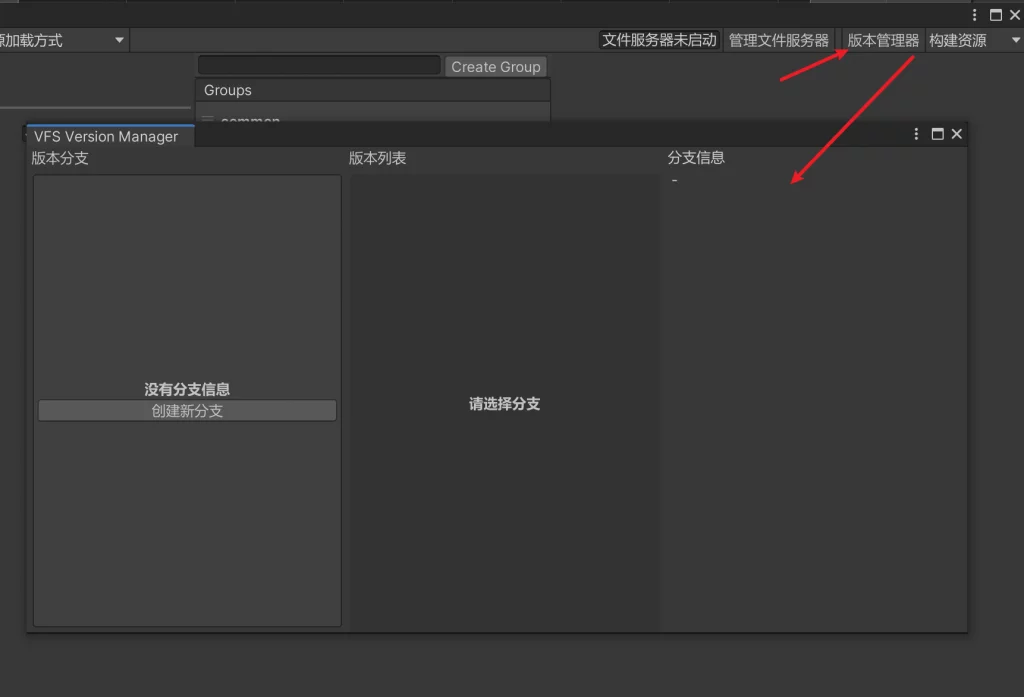 加载方式
文件服务器未启动 管理文件服务器 版本管理器 构建资源
Create Group
Groups
common
VFS Version Manager
版本分支 版本列表 分支信息
-
没有分支信息
创建新分支
请选择分支